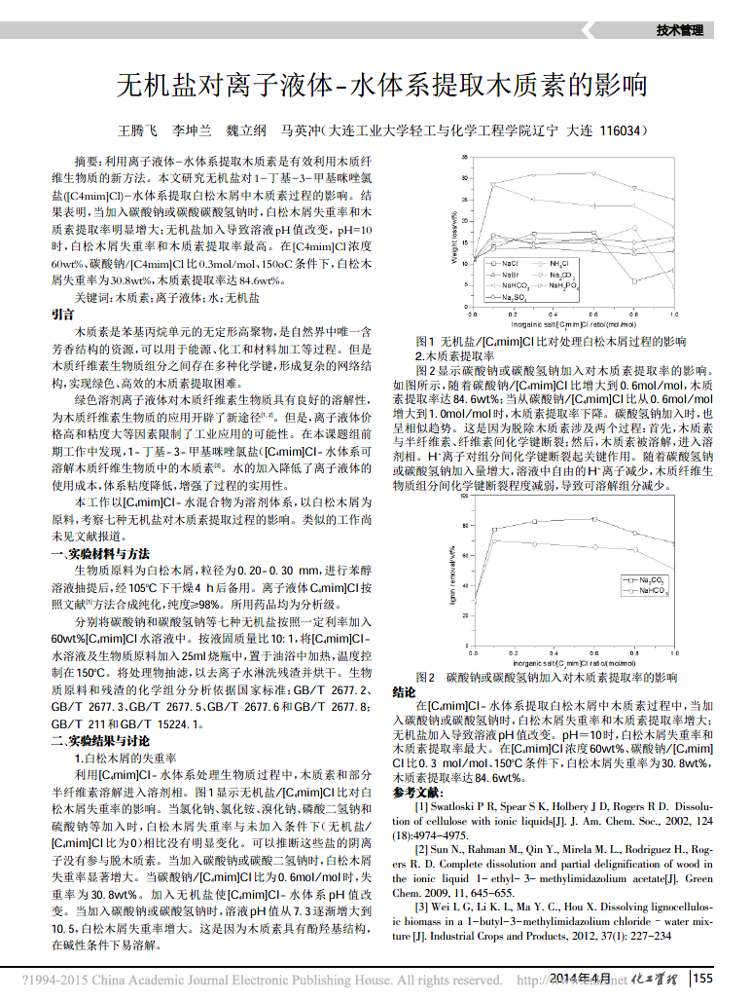 技术管理
无机盐对离子液体-水体系提取木质素的影响
王腾飞 李坤兰 魏立纲 马英冲(大连工业大学轻工与化学工程学院辽宁 大连 116034)
摘要:利用离子液体-水体系提取木质素是有效利用木质纤
维生物质的新方法。本文研究无机盐对1-丁基-3-甲基咪唑氯
盐([C4mim]Cl)-水体系提取白松木屑中木质素过程的影响。结
果表明,当加入碳酸钠或碳酸碳酸氢钠时,白松木屑失重率和木
质素提取率明显增大;无机盐加入导致溶液pH值改变, pH=10
时,白松木屑失重率和木质素提取率最高。在[C4mim]Cl浓度
60wt%、碳酸钠/[C4mim]Cl比0.3mol/mol、150oC条件下,白松木
屑失重率为30.8wt%,木质素提取率达84.6wt%。
关键词:木质素;离子液体;水;无机盐
引言
木质素是苯基丙烷单元的无定形高聚物,是自然界中唯一含
芳香结构的资源,可以用于能源、化工和材料加工等过程。但是
木质纤维素生物质组分之间存在多种化学键,形成复杂的网络结
构,实现绿色、高效的木质素提取困难。
绿色溶剂离子液体对木质纤维素生物质具有良好的溶解性,
为木质纤维素生物质的应用开辟了新途径[1,2]。但是,离子液体价
格高和粘度大等因素限制了工业应用的可能性。在本课题组前
期工作中发现,1-丁基-3-甲基咪唑氯盐([C₄mim]Cl-水体系可
溶解木质纤维生物质中的木质素[3]。水的加入降低了离子液体的
使用成本,体系粘度降低,增强了过程的实用性。
本工作以[C₄mim]Cl-水混合物为溶剂体系,以白松木屑为
原料,考察七种无机盐对木质素提取过程的影响。类似的工作尚
未见文献报道。
一、实验材料与方法
生物质原料为白松木屑,粒径为0.20-0.30 mm,进行苯醇
溶液抽提后,经105℃下干燥4 h后备用。离子液体C₄mim]Cl按
照文献[1]方法合成纯化,纯度≥98%。所用药品均为分析级。
分别将碳酸钠和碳酸氢钠等七种无机盐按照一定利率加入
60wt%[C₄mim]Cl水溶液中。按液固质量比10:1,将[C₄mim]Cl-
水溶液及生物质原料加入25ml烧瓶中,置于油浴中加热,温度控
制在150℃。将处理物抽滤,以去离子水淋洗残渣并烘干。生物
质原料和残渣的化学组分分析依据国家标准:GB/T 2677.2、
GB/T 2677.3、GB/T 2677.5、GB/T 2677.6和GB/T 2677.8;
GB/T 211和GB/T 15224.1。
二、实验结果与讨论
1.白松木屑的失重率
利用[C₄mim]Cl-水体系处理生物质过程中,木质素和部分
半纤维素溶解进入溶剂相。图1显示无机盐/[C₄mim]Cl比对白
松木屑失重率的影响。当氯化钠、氯化铵、溴化钠、磷酸二氢钠和
硫酸钠等加入时,白松木屑失重率与未加入条件下(无机盐/
[C₄mim]Cl比为0)相比没有明显变化。可以推断这些盐的阴离
子没有参与脱木质素。当加入碳酸钠或碳酸二氢钠时,白松木屑
失重率显著增大。当碳酸钠/[C₄mim]Cl比为0.6mol/mol时,失
重率为30.8wt%。加入无机盐使[C₄mim]Cl-水体系pH值改
变。当加入碳酸钠或碳酸氢钠时,溶液pH值从7.3逐渐增大到
10.5,白松木屑失重率增大。这是因为木质素具有酚羟基结构,
在碱性条件下易溶解。
35
30
25
20
15
10
5
0
Weight loss/wt%
NaCl
NH₄Cl
NaBr
Na₂CO₃
NaHCO₃
NaH₂PO₄
Na₂SO₄
0.0 0.2 0.4 0.6 0.8 1.0
Inorgainic salt/[C₄mim]Cl ratio/(mol/mol)
图1 无机盐/[C₄mim]Cl比对处理白松木屑过程的影响
2.木质素提取率
图2显示碳酸钠或碳酸氢钠加入对木质素提取率的影响。
如图所示,随着碳酸钠/[C₄mim]Cl比增大到0.6mol/mol,木质
素提取率达84.6wt%;当从碳酸钠/[C₄mim]Cl比从0.6mol/mol
增大到1.0mol/mol时,木质素提取率下降。碳酸氢钠加入时,也
呈相似趋势。这是因为脱除木质素涉及两个过程:首先,木质素
与半纤维素、纤维素间化学键断裂;然后,木质素被溶解,进入溶
剂相。H⁺离子对组分间化学键断裂起关键作用。随着碳酸氢钠
或碳酸氢钠加入量增大,溶液中自由的H⁺离子减少,木质纤维生
物质组分间化学键断裂程度减弱,导致可溶解组分减少。
100
80
60
40
20
0
lignin removal/wt%
Na₂CO₃
NaHCO₃
0.0 0.2 0.4 0.6 0.8 1.0
inorganic salt/[C₄mim]Cl ratio/(mol/mol)
图2 碳酸钠或碳酸氢钠加入对木质素提取率的影响
结论
在[C₄mim]Cl-水体系提取白松木屑中木质素过程中,当加
入碳酸钠或碳酸氢钠时,白松木屑失重率和木质素提取率增大;
无机盐加入导致溶液pH值改变。pH=10时,白松木屑失重率和
木质素提取率最大。在[C₄mim]Cl浓度60wt%、碳酸钠/[C₄mim]
Cl比0.3 mol/mol、150℃条件下,白松木屑失重率为30.8wt%,
木质素提取率达84.6wt%。
参考文献:
[1] Swatloski P R, Spear S K, Holbery J D, Rogers R D. Dissolu-
tion of cellulose with ionic liquids[J]. J. Am. Chem. Soc., 2002, 124
(18):4974-4975.
[2] Sun N., Rahman M., Qin Y., Mirela M. L., Rodriguez H., Rog-
ers R. D. Complete dissolution and partial delignification of wood in
the ionic liquid 1- ethyl- 3- methylimidazolium acetate[J]. Green
Chem. 2009, 11, 645-655.
[3] Wei L G, Li K. L, Ma Y. C., Hou X. Dissolving lignocellulos-
ic biomass in a 1-butyl-3-methylimidazolium chloride - water mix-
ture [J]. Industrial Crops and Products, 2012, 37(1): 227-234
?1994-2015 China Academic Journal Electronic Publishing House. All rights reserved. http://www.cnki.net
2014年4月 化工管理 155